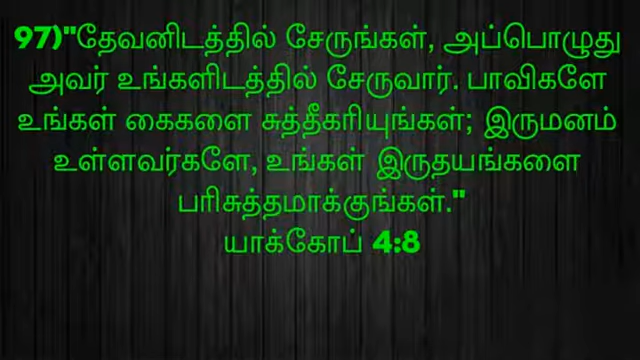 97)"தேவனிடத்தில் சேருங்கள், அப்பொழுது
அவர் உங்களிடத்தில் சேருவார். பாவிகளே
உங்கள் கைகளை சுத்தீகரியுங்கள்; இருமனம்
உள்ளவர்களே, உங்கள் இருதயங்களை
பரிசுத்தமாக்குங்கள்."
யாக்கோப் 4:8